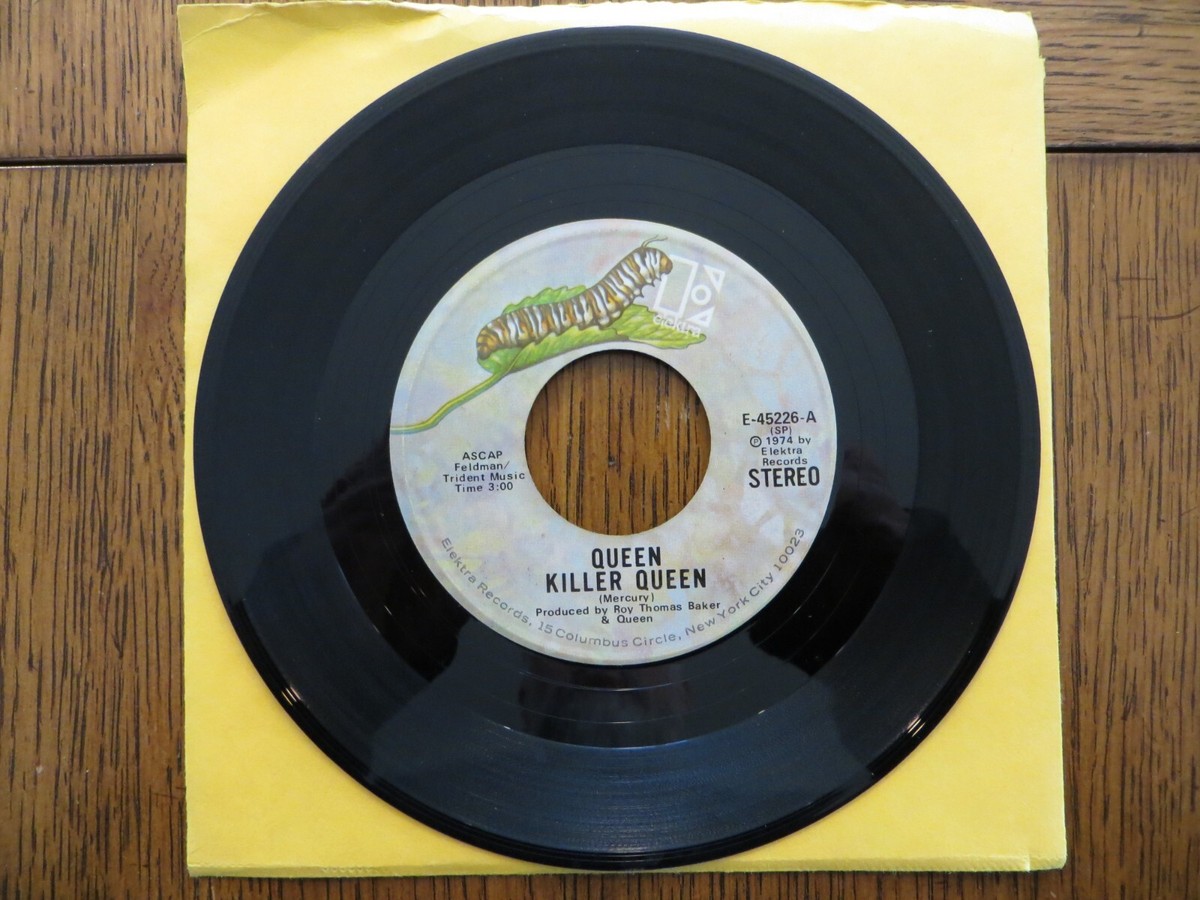 elektra
E-45226-A
(SP)
℗ 1974 by
Elektra
Records
STEREO
ASCAP
Feldman/
Trident Music
Time 3:00
QUEEN
KILLER QUEEN
(Mercury)
Produced by Roy Thomas Baker
& Queen
Elektra Records, 15 Columbus Circle, New York City 10023